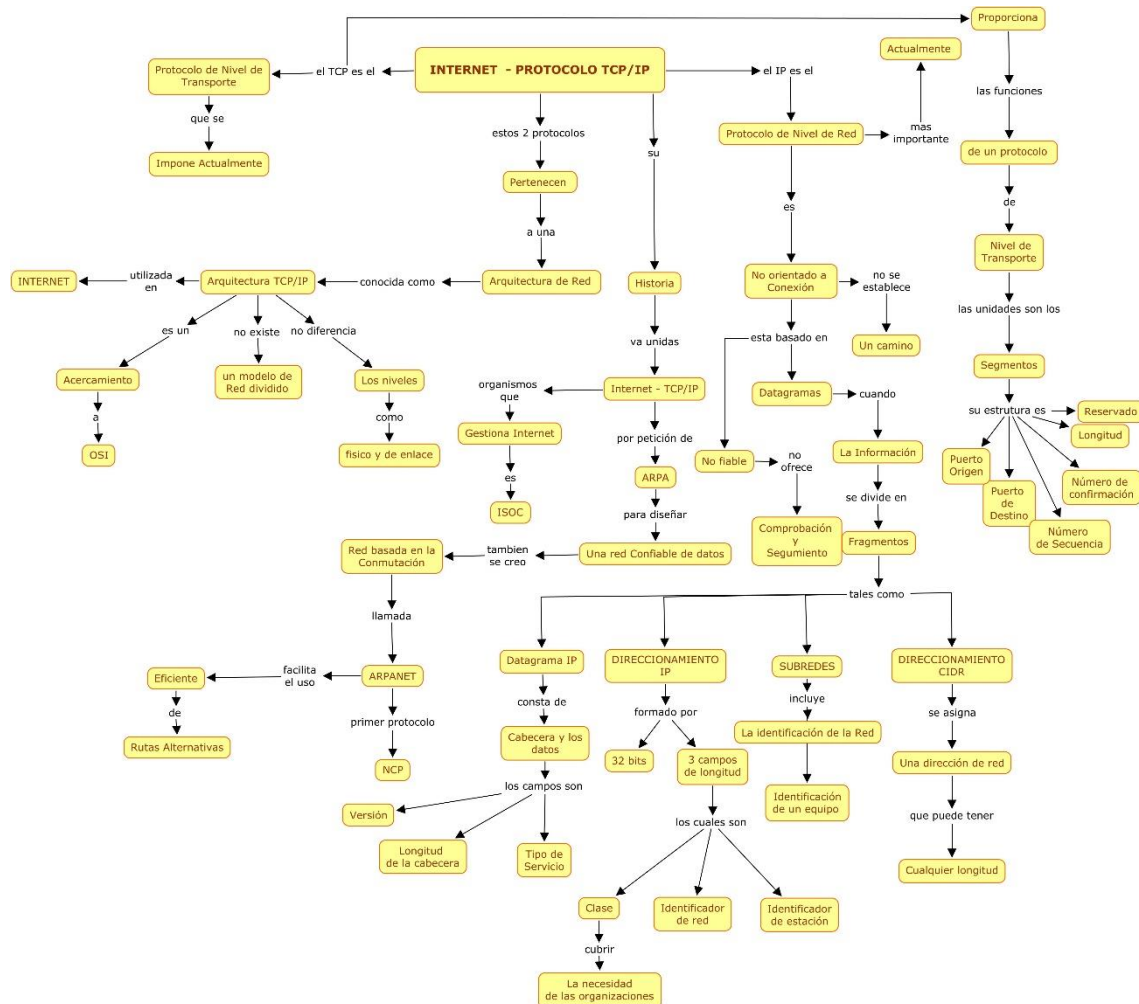 Proporciona
el TCP es el
INTERNET - PROTOCOLO TCP/IP
el IP es el
Actualmente
Protocolo de Nivel de
Transporte
que se
Impone Actualmente
estos 2 protocolos
Pertenecen
a una
Arquitectura de Red
conocida como
Arquitectura TCP/IP
utilizada
en
INTERNET
es un
Acercamiento
a
OSI
no existe
un modelo de
Red dividido
no diferencia
Los niveles
como
fisico y de enlace
su
Historia
va unidas
Internet - TCP/IP
organismos
que
Gestiona Internet
es
ISOC
por petición de
ARPA
para diseñar
Una red Confiable de datos
tambien
se creo
Red basada en la
Conmutación
llamada
ARPANET
facilita
el uso
Eficiente
de
Rutas Alternativas
primer protocolo
NCP
Protocolo de Nivel de Red
mas
importante
es
No orientado a
Conexión
no se
establece
Un camino
esta basado en
No fiable
no
ofrece
Comprobación
y
Segumiento
Datagramas
cuando
La Información
se divide en
Fragmentos
tales como
Datagrama IP
consta de
Cabecera y los
datos
los campos son
Versión
Longitud
de la cabecera
Tipo de
Servicio
DIRECCIONAMIENTO
IP
formado por
32 bits
3 campos
de longitud
los cuales son
Clase
cubrir
La necesidad
de las organizaciones
Identificador
de red
Identificador
de estación
SUBREDES
incluye
La identificación de la Red
Identificación
de un equipo
DIRECCIONAMIENTO
CIDR
se asigna
Una dirección de red
que puede tener
Cualquier longitud
las funciones
de un protocolo
de
Nivel de
Transporte
las unidades son los
Segmentos
su estrutura es
Reservado
Longitud
Puerto
Origen
Puerto
de
Destino
Número
de Secuencia
Número de
confirmación